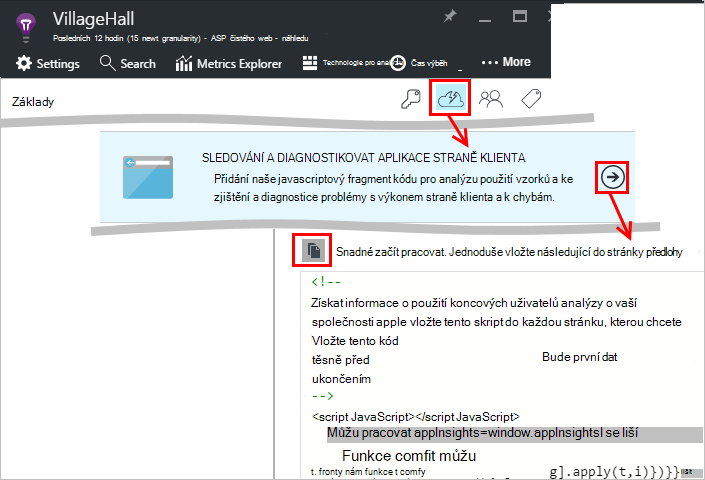 VillageHall
Posledních 12 hodin (15 newt granularity) - ASP čistého web - náhledu
Settings Search Metrics Explorer Technologie pro Čas výběh More
Základy
SLEDOVÁNÍ A DIAGNOSTIKOVAT APLIKACE STRANĚ KLIENTA
Přidání naše javascriptový fragment kódu pro analýzu použití vzorků a ke
zjištění a diagnostice problémy s výkonem straně klienta a k chybám.
Snadné začít pracovat. Jednoduše vložte následující do stránky předlohy
<!--
Získat informace o použití koncových uživatelů analýzy o vaší
společnosti apple vložte tento skript do každou stránku, kterou chcete
Vložte tento kód
těsně před
ukončením
Bude první dat
-->
<script JavaScript></script JavaScript>
Můžu pracovat appInsights=window.appInsightsI se liší
Funkce comfit můžu
t. fronty nám funkce t comfy
g].apply(t,i)})}}